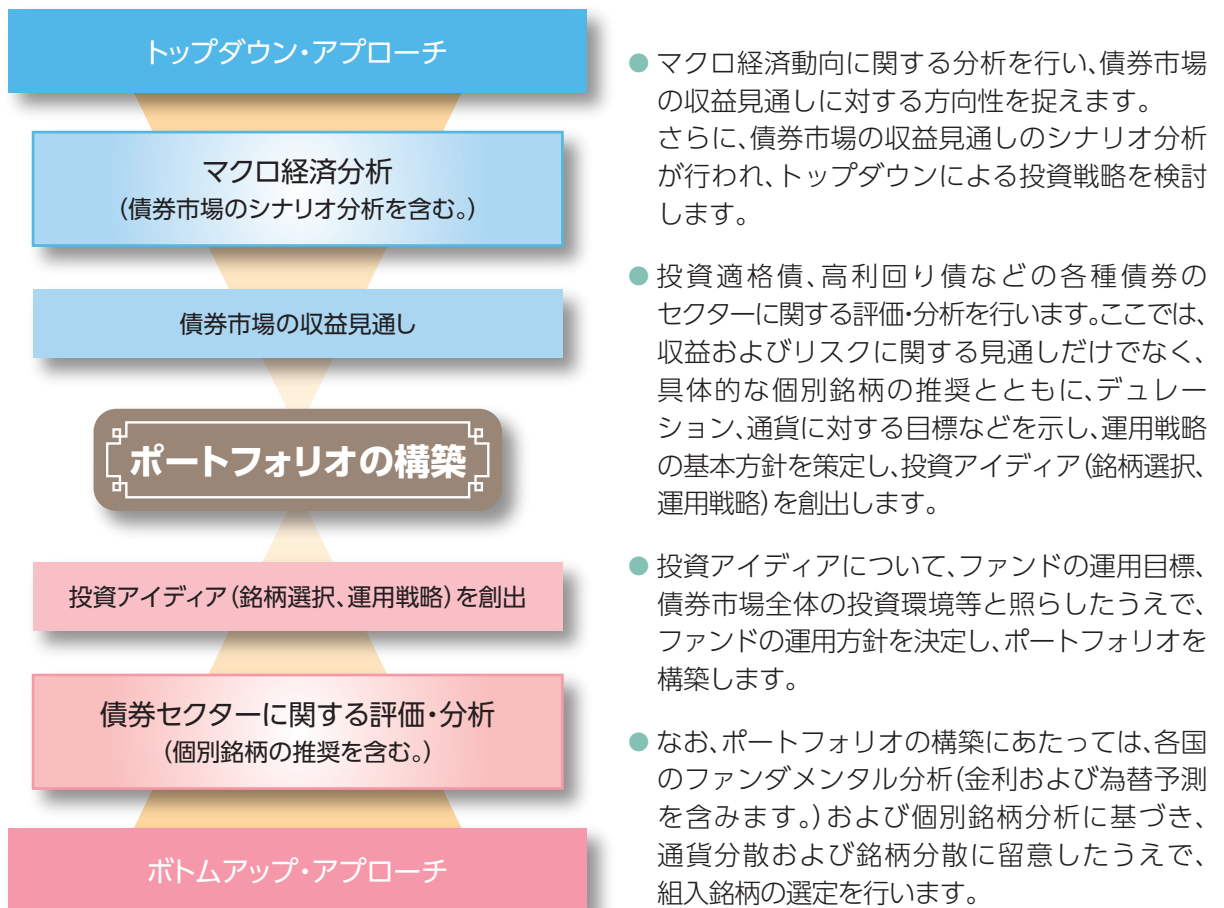 トップダウン・アプローチ
マクロ経済分析
(債券市場のシナリオ分析を含む。)
債券市場の収益見通し
ポートフォリオの構築
投資アイディア(銘柄選択、運用戦略)を創出
債券セクターに関する評価・分析
(個別銘柄の推奨を含む。)
ボトムアップ・アプローチ
● マクロ経済動向に関する分析を行い、債券市場
の収益見通しに対する方向性を捉えます。
さらに、債券市場の収益見通しのシナリオ分析
が行われ、トップダウンによる投資戦略を検討
します。
● 投資適格債、高利回り債などの各種債券の
セクターに関する評価・分析を行います。ここでは、
収益およびリスクに関する見通しだけでなく、
具体的な個別銘柄の推奨とともに、デュレー
ション、通貨に対する目標などを示し、運用戦略
の基本方針を策定し、投資アイディア(銘柄選択、
運用戦略)を創出します。
● 投資アイディアについて、ファンドの運用目標、
債券市場全体の投資環境等と照らしたうえで、
ファンドの運用方針を決定し、ポートフォリオを
構築します。
● なお、ポートフォリオの構築にあたっては、各国
のファンダメンタル分析(金利および為替予測
を含みます。)および個別銘柄分析に基づき、
通貨分散および銘柄分散に留意したうえで、
組入銘柄の選定を行います。